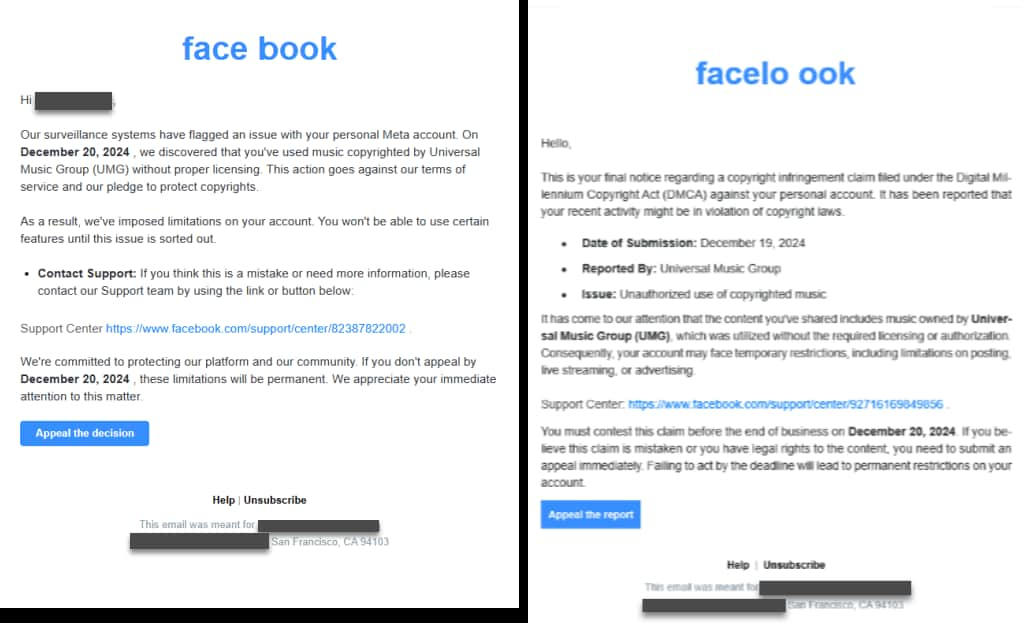 face book
Hi ,
Our surveillance systems have flagged an issue with your personal Meta account. On
December 20, 2024 , we discovered that you've used music copyrighted by Universal
Music Group (UMG) without proper licensing. This action goes against our terms of
service and our pledge to protect copyrights.
As a result, we've imposed limitations on your account. You won't be able to use certain
features until this issue is sorted out.
• Contact Support: If you think this is a mistake or need more information, please
contact our Support team by using the link or button below:
Support Center https://www.facebook.com/support/center/82387822002 .
We're committed to protecting our platform and our community. If you don't appeal by
December 20, 2024 , these limitations will be permanent. We appreciate your immediate
attention to this matter.
Appeal the decision
Help | Unsubscribe
This email was meant for
San Francisco, CA 94103
facelo ook
Hello,
This is your final notice regarding a copyright infringement claim filed under the Digital Mil-
lennium Copyright Act (DMCA) against your personal account. It has been reported that
your recent activity might be in violation of copyright laws.
• Date of Submission: December 19, 2024
• Reported By: Universal Music Group
• Issue: Unauthorized use of copyrighted music
It has come to our attention that the content you've shared includes music owned by Univer-
sal Music Group (UMG), which was utilized without the required licensing or authorization.
Consequently, your account may face temporary restrictions, including limitations on posting,
live streaming, or advertising.
Support Center: https://www.facebook.com/support/center/92716169849856 .
You must contest this claim before the end of business on December 20, 2024. If you be-
lieve this claim is mistaken or you have legal rights to the content, you need to submit an
appeal immediately. Failing to act by the deadline will lead to permanent restrictions on your
account.
Appeal the report
Help | Unsubscribe
This email was meant for
San Francisco, CA 94103